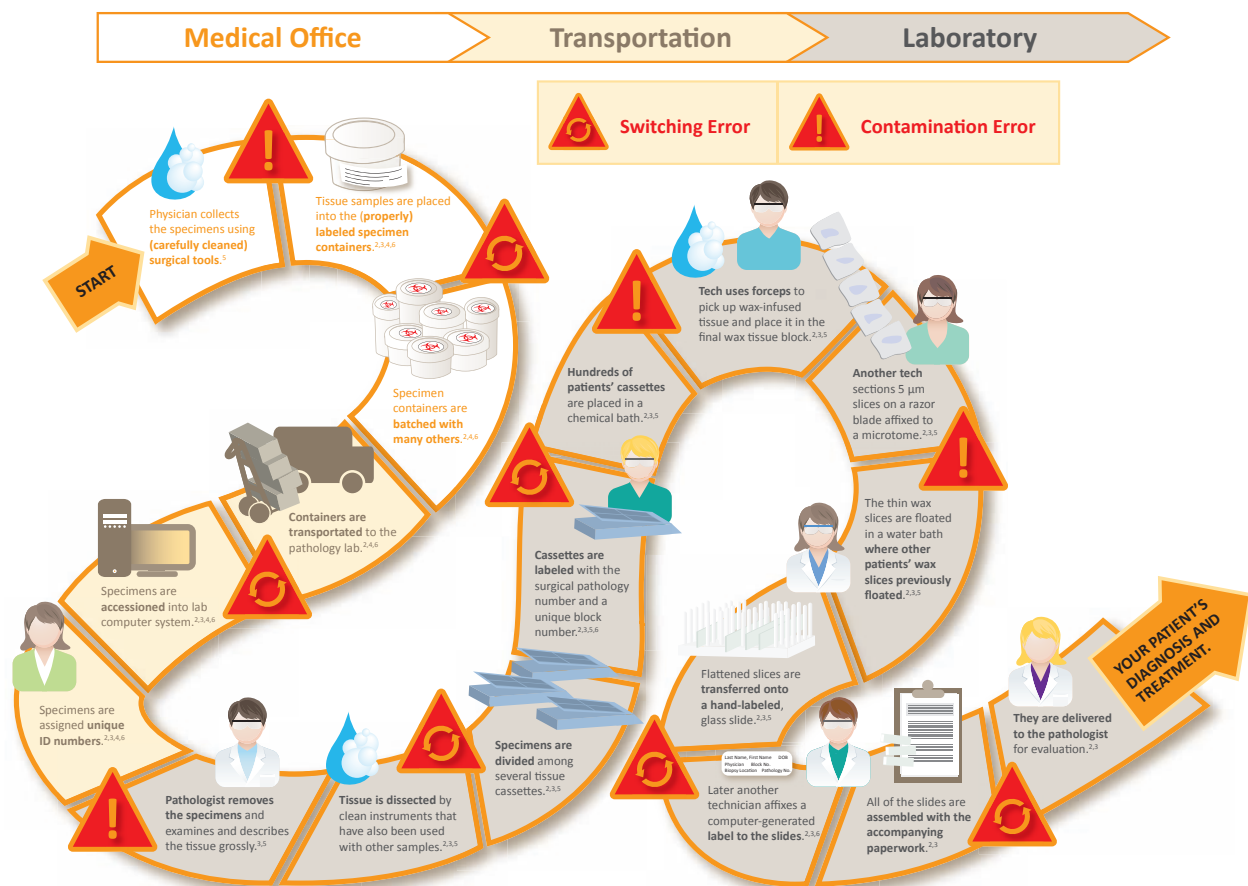 Medical Office
Transportation
Laboratory
Switching Error
Contamination Error
START
Physician collects
the specimens using
(carefully cleaned)
surgical tools.5
Tissue samples are placed
into the (properly)
labeled specimen
containers.2,3,4,6
Specimen
containers are
batched with
many others.2,4,6
Containers are
transportated to the
pathology lab.2,4,6
Specimens are
accessioned into lab
computer system.2,3,4,6
Specimens are
assigned unique
ID numbers.2,3,4,6
Pathologist removes
the specimens and
examines and describes
the tissue grossly.3,5
Tissue is dissected by
clean instruments that
have also been used
with other samples.2,3,5
Specimens are
divided among
several tissue
cassettes.2,3,5
Cassettes are
labeled with the
surgical pathology
number and a
unique block
number.2,3,5,6
Hundreds of
patients’ cassettes
are placed in a
chemical bath.2,3,5
Tech uses forceps to
pick up wax-infused
tissue and place it in the
final wax tissue block.2,3,5
Another tech
sections 5 µm
slices on a razor
blade affixed to
a microtome.2,3,5
The thin wax
slices are floated
in a water bath
where other
patients’ wax
slices previously
floated.2,3,5
Flattened slices are
transferred onto
a hand-labeled,
glass slide.2,3,5
Last Name, First Name DOB
Physician Block No.
Biopsy Location Pathology No.
Later another
technician affixes a
computer-generated
label to the slides.2,3,6
All of the slides are
assembled with the
accompanying
paperwork.2,3
They are delivered
to the pathologist
for evaluation.2,3
YOUR PATIENT’S
DIAGNOSIS AND
TREATMENT.